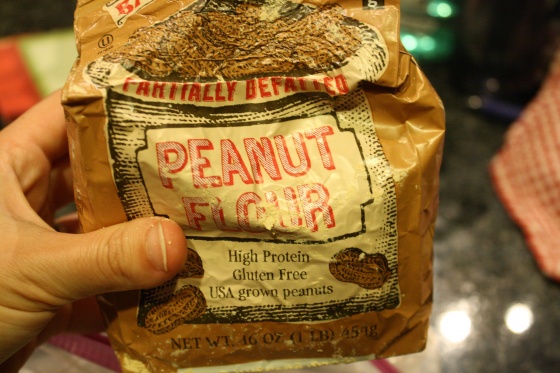 PARTIALLY DEFATTED
PEANUT
FLOUR
High Protein
Gluten Free
USA grown peanuts
NET WT. 16 OZ (1 LB) 454g